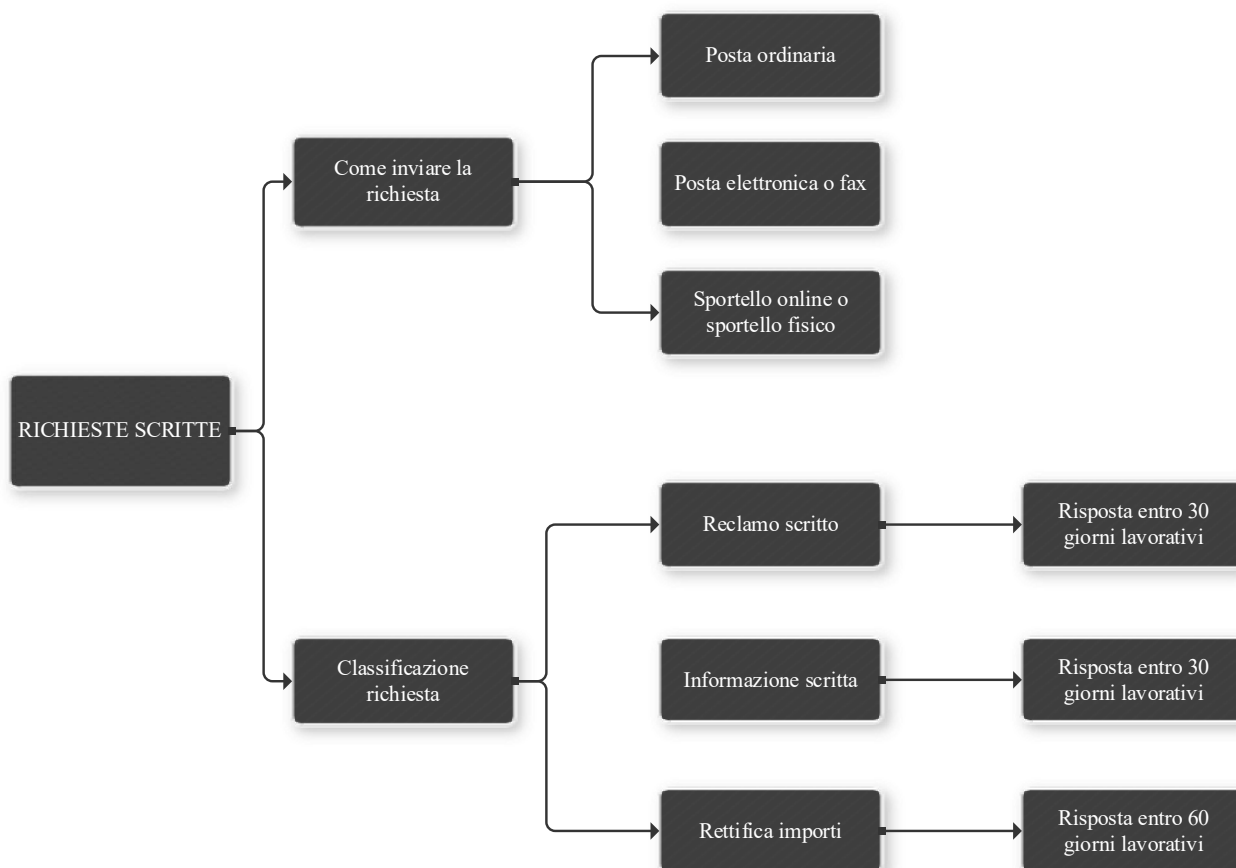 Posta ordinaria
Come inviare la
richiesta
Posta elettronica o fax
Sportello online o
sportello fisico
RICHIESTE SCRITTE
Reclamo scritto
Risposta entro 30
giorni lavorativi
Classificazione
richiesta
Informazione scritta
Risposta entro 30
giorni lavorativi
Rettifica importi
Risposta entro 60
giorni lavorativi